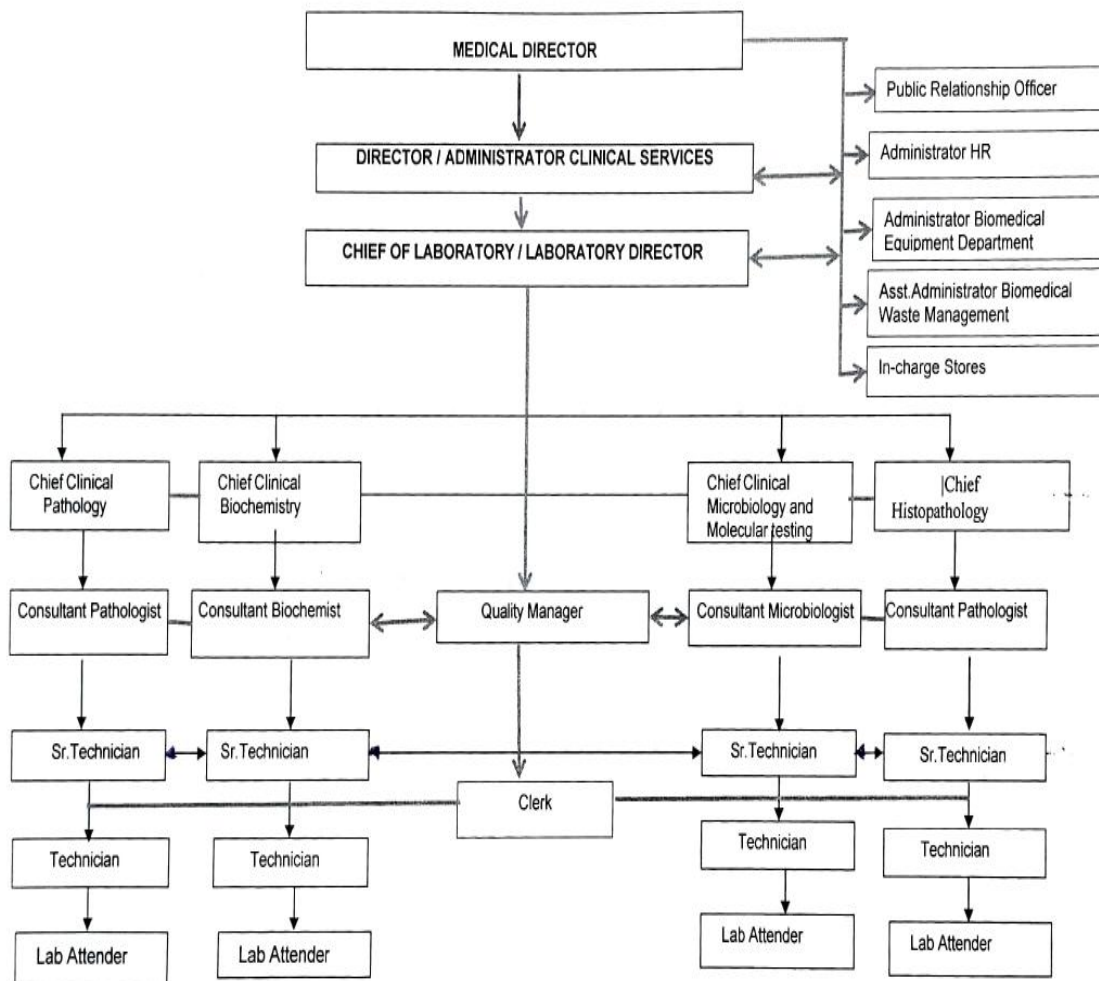 MEDICAL DIRECTOR
Public Relationship Officer
DIRECTOR / ADMINISTRATOR CLINICAL SERVICES
Administrator HR
Administrator Biomedical
Equipment Department
CHIEF OF LABORATORY / LABORATORY DIRECTOR
Asst.Administrator Biomedical
Waste Management
In-charge Stores
Chief Clinical
Pathology
Chief Clinical
Biochemistry
Chief Clinical
Microbiology and
Molecular testing
|Chief
Histopathology
Consultant Pathologist
Consultant Biochemist
Quality Manager
Consultant Microbiologist
Consultant Pathologist
Sr.Technician
Sr.Technician
Sr.Technician
Sr.Technician
Clerk
Technician
Technician
Technician
Technician
Lab Attender
Lab Attender
Lab Attender
Lab Attender